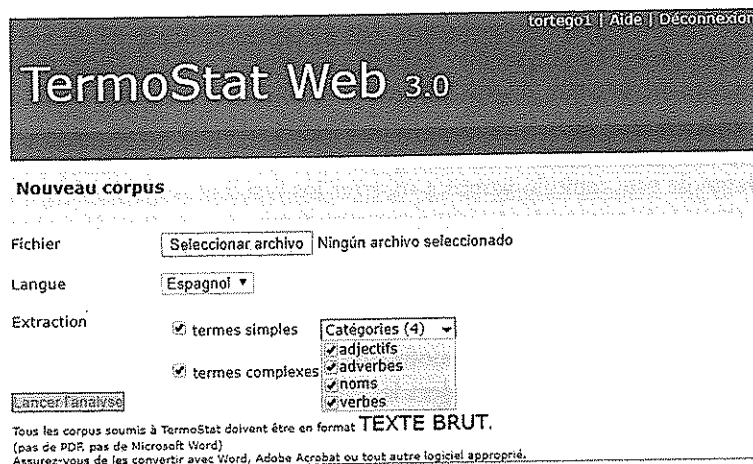 tortego1 | Aide | Déconnexion
TermoStat Web 3.0
Nouveau corpus
Fichier Seleccionar archivo Ningún archivo seleccionado
Langue Espagnol
Extraction termes simples Catégories (4)
adjectifs
termes complexes adverbes
noms
Lancer l'analyse verbes
Tous les corpus soumis à TermoStat doivent être en format TEXTE BRUT.
(pas de PDF, pas de Microsoft Word)
Assurez-vous de les convertir avec Word, Adobe Acrobat ou tout autre logiciel approprié.